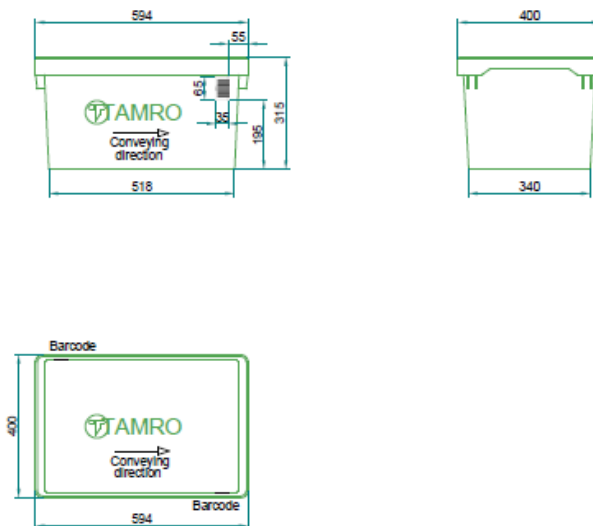 594
400
55
65
315
TAMRO
35
195
Conveying
direction
518
340
Barcode
400
TAMRO
Conveying
direction
Barcode
594